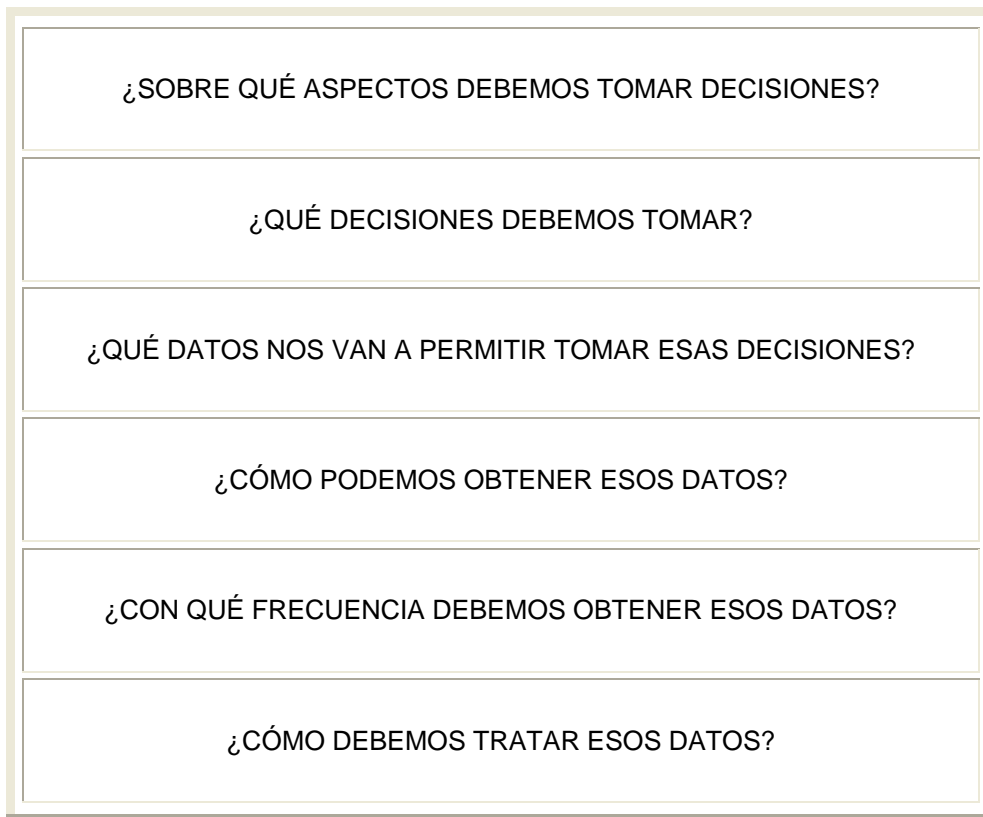 ¿SOBRE QUÉ ASPECTOS DEBEMOS TOMAR DECISIONES?
¿QUÉ DECISIONES DEBEMOS TOMAR?
¿QUÉ DATOS NOS VAN A PERMITIR TOMAR ESAS DECISIONES?
¿CÓMO PODEMOS OBTENER ESOS DATOS?
¿CON QUÉ FRECUENCIA DEBEMOS OBTENER ESOS DATOS?
¿CÓMO DEBEMOS TRATAR ESOS DATOS?